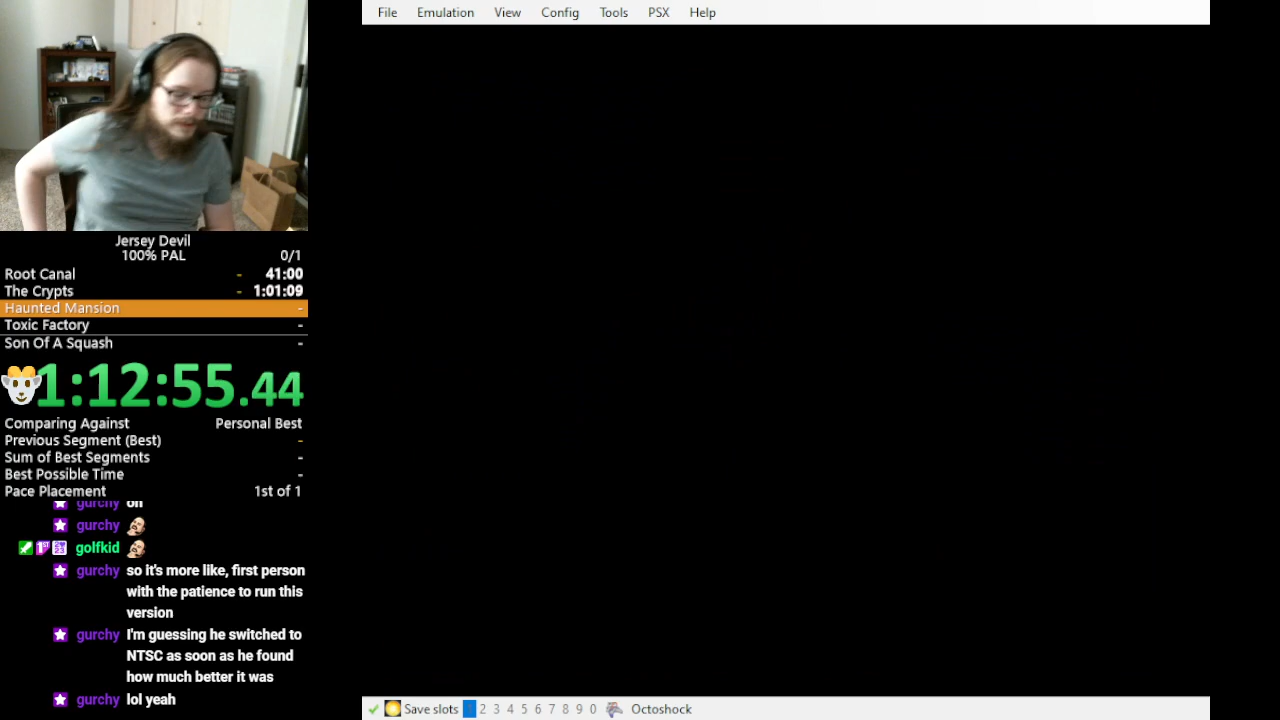 File Emulation View Config Tools PSX Help
Jersey Devil
100% PAL 0/1
Root Canal - 41:00
The Crypts - 1:01:09
Haunted Mansion -
Toxic Factory -
Son Of A Squash -
1:12:55.44
Comparing Against Personal Best
Previous Segment (Best) -
Sum of Best Segments -
Best Possible Time -
Pace Placement 1st of 1
gurchy
gurchy
golfkid
gurchy so it's more like, first person
with the patience to run this
version
gurchy I'm guessing he switched to
NTSC as soon as he found
how much better it was
gurchy lol yeah
Save slots 1 2 3 4 5 6 7 8 9 0 Octoshock